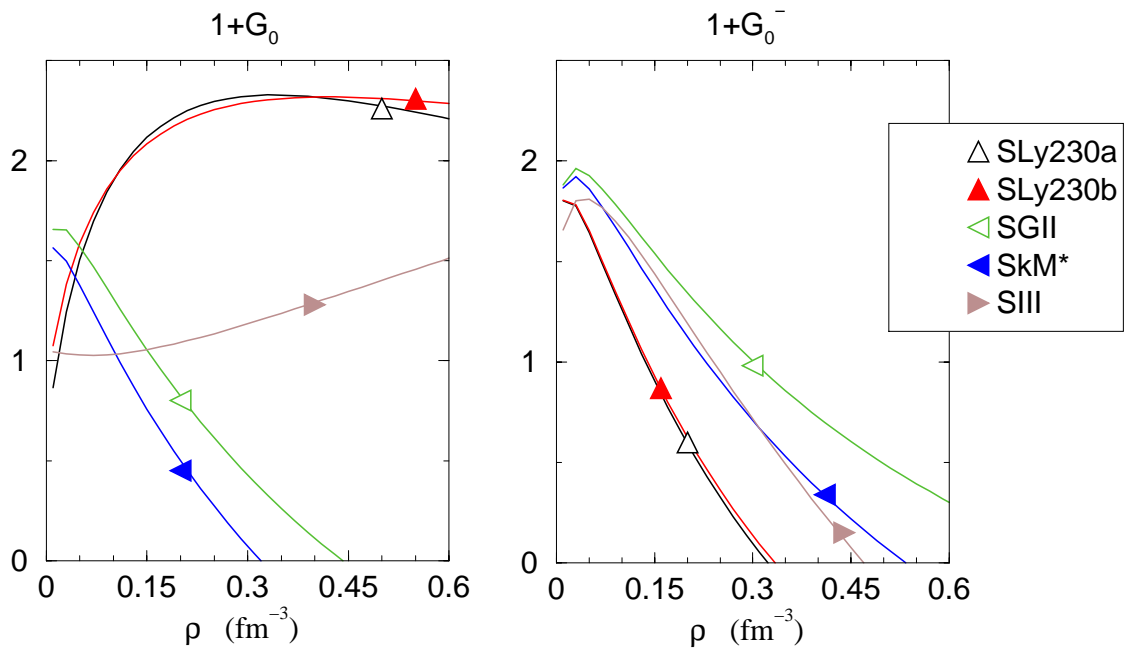 1+G₀
2
1
0
0 0.15 0.3 0.45 0.6
ρ (fm⁻³)
1+G₀⁻
2
1
0
0 0.15 0.3 0.45 0.6
ρ (fm⁻³)
SLy230a
SLy230b
SGII
SkM*
SIII